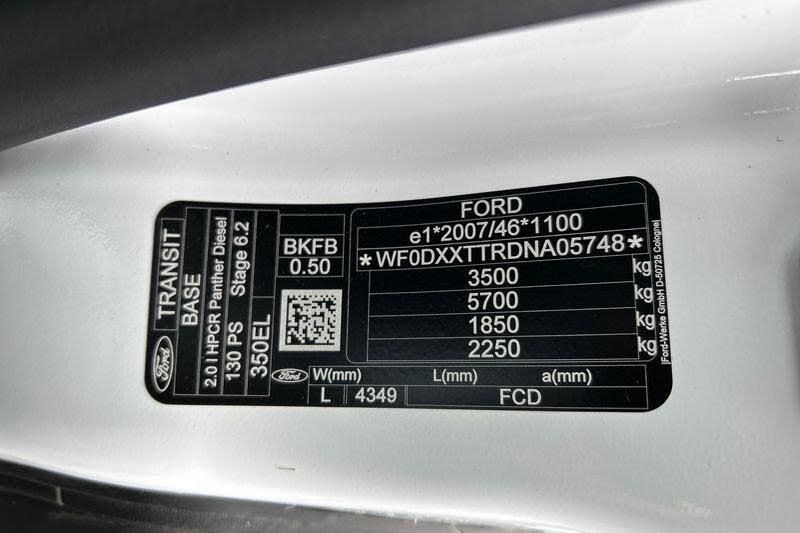 TRANSIT
BASE
2.0 l HPCR Panther Diesel
130 PS Stage 6.2
350EL
Ford
BKFB
0.50
FORD
e1*2007/46*1100
*WF0DXXTTRDNA05748*
3500 kg
5700 kg
1850 kg
2250 kg
Ford-Werke GmbH D-50725 Cologne
Ford W(mm) L(mm) a(mm)
L 4349 FCD